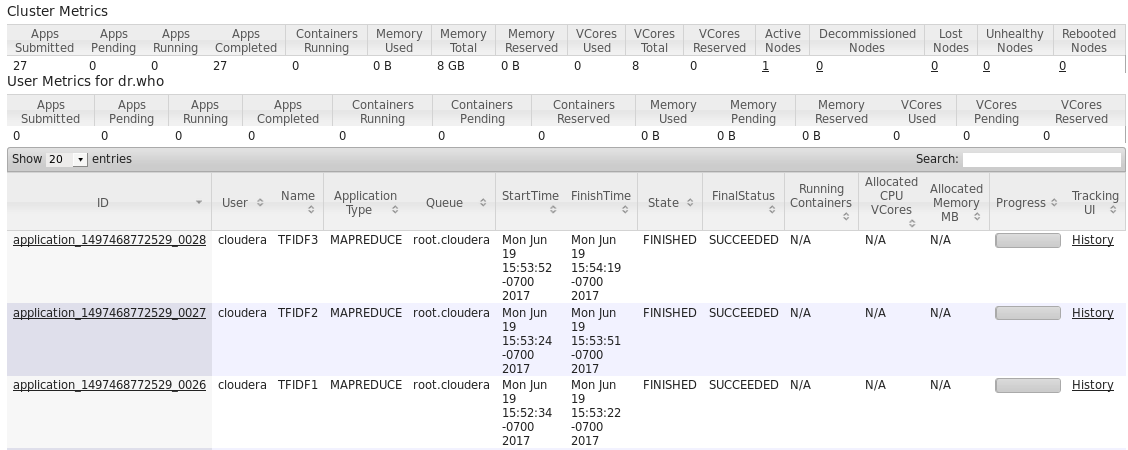 Cluster Metrics
Apps Submitted Apps Pending Apps Running Apps Completed Containers Running Memory Used Memory Total Memory Reserved VCores Used VCores Total VCores Reserved Active Nodes Decommissioned Nodes Lost Nodes Unhealthy Nodes Rebooted Nodes
27 0 0 27 0 0 B 8 GB 0 B 0 8 0 1 0 0 0 0
User Metrics for dr.who
Apps Submitted Apps Pending Apps Running Apps Completed Containers Running Containers Pending Containers Reserved Memory Used Memory Pending Memory Reserved VCores Used VCores Pending VCores Reserved
0 0 0 0 0 0 0 0 B 0 B 0 B 0 0 0
Show 20 entries Search:
ID User Name Application Type Queue StartTime FinishTime State FinalStatus Running Containers Allocated CPU VCores Allocated Memory MB Progress Tracking UI
application_1497468772529_0028 cloudera TFIDF3 MAPREDUCE root.cloudera Mon Jun 19 15:53:52 -0700 2017 Mon Jun 19 15:54:19 -0700 2017 FINISHED SUCCEEDED N/A N/A N/A History
application_1497468772529_0027 cloudera TFIDF2 MAPREDUCE root.cloudera Mon Jun 19 15:53:24 -0700 2017 Mon Jun 19 15:53:51 -0700 2017 FINISHED SUCCEEDED N/A N/A N/A History
application_1497468772529_0026 cloudera TFIDF1 MAPREDUCE root.cloudera Mon Jun 19 15:52:34 -0700 2017 Mon Jun 19 15:53:22 -0700 2017 FINISHED SUCCEEDED N/A N/A N/A History